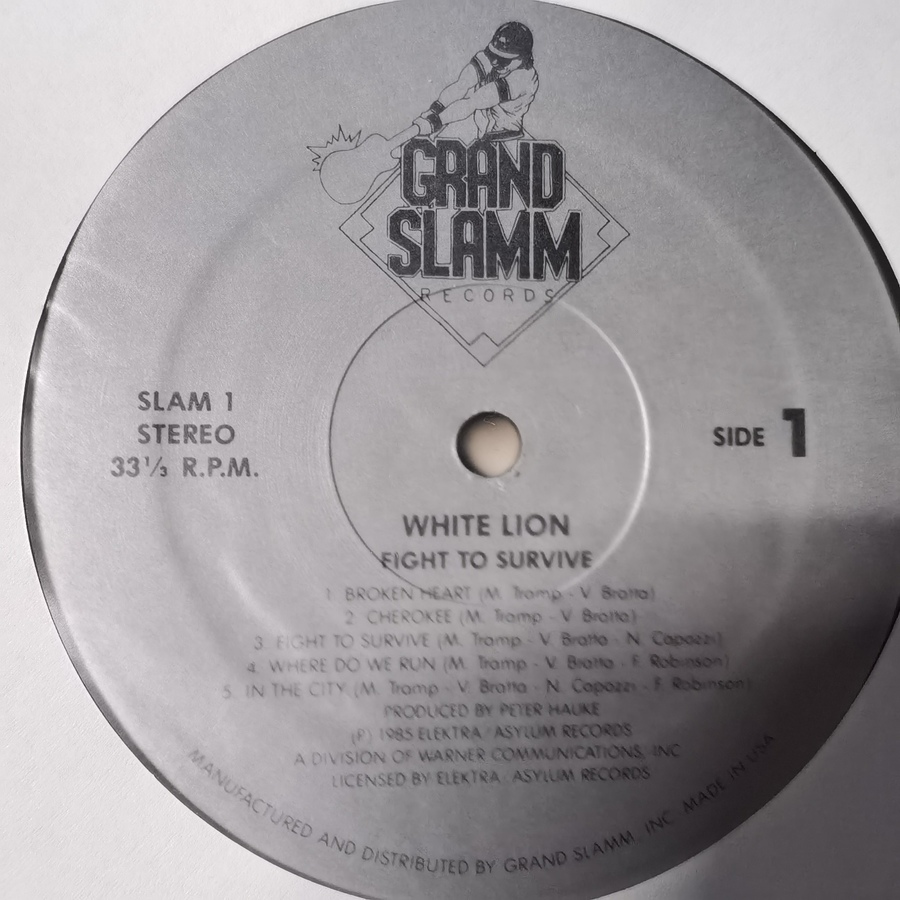 GRAND
SLAMM
RECORDS
SLAM 1
STEREO
33⅓ R.P.M.
SIDE 1
WHITE LION
FIGHT TO SURVIVE
1. BROKEN HEART (M. Tramp - V. Bratta)
2. CHEROKEE (M. Tramp - V. Bratta)
3. FIGHT TO SURVIVE (M. Tramp - V. Bratta - N. Capozzi)
4. WHERE DO WE RUN (M. Tramp - V. Bratta - F. Robinson)
5. IN THE CITY (M. Tramp - V. Bratta - N. Capozzi - F. Robinson)
PRODUCED BY PETER HAUKE
(P) 1985 ELEKTRA/ASYLUM RECORDS
A DIVISION OF WARNER COMMUNICATIONS, INC
LICENSED BY ELEKTRA/ASYLUM RECORDS
MANUFACTURED AND DISTRIBUTED BY GRAND SLAMM, INC. MADE IN USA